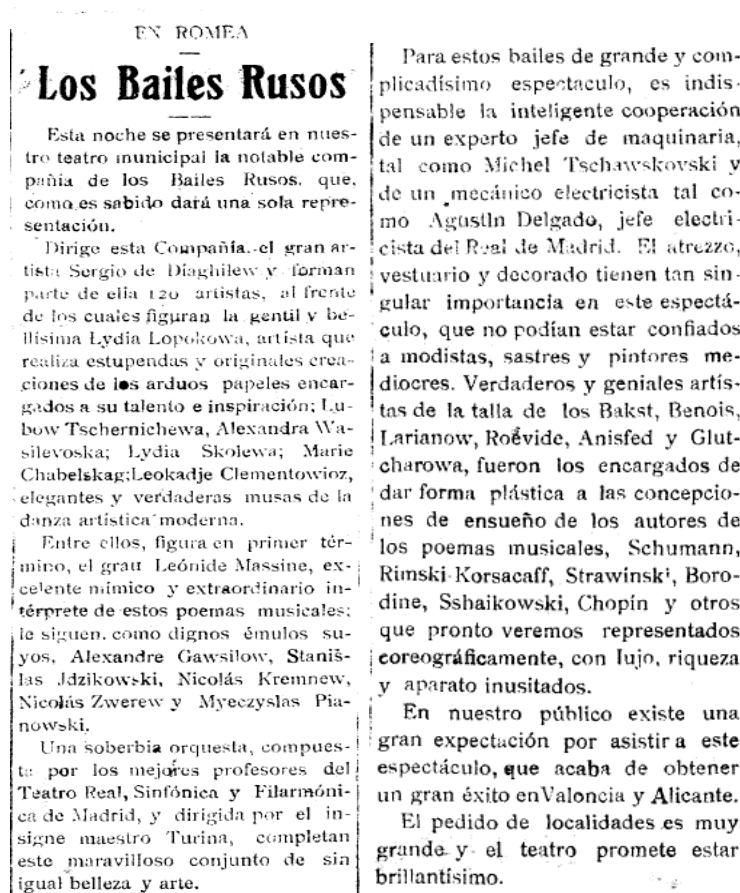 EN ROMEA
Los Bailes Rusos
Esta noche se presentará en nues-
tro teatro municipal la notable com-
pañia de los Bailes Rusos, que,
como es sabido dará una sola repre-
sentación.
Dirige esta Compañía el gran ar-
tista Sergio de Diaghilew y forman
parte de ella 120 artistas, al frente
de los cuales figuran la gentil y be-
llísima Lydia Lopokowa, artista que
realiza estupendas y originales crea-
ciones de los arduos papeles encar-
gados a su talento e inspiración; Lu-
bow Tschernichewa, Alexandra Wa-
silevoska; Lydia Skolewa; Marie
Chabelskag; Leokadje Clementowioz,
elegantes y verdaderas musas de la
danza artística moderna.
Entre ellos, figura en primer tér-
mino, el gran Leónide Massine, ex-
celente mímico y extraordinario in-
térprete de estos poemas musicales;
le siguen, como dignos émulos su-
yos, Alexandre Gawsilow, Stanis-
las Jdzikowski, Nicolás Kremnew,
Nicolás Zwerew y Myeczyslas Pia-
nowski.
Una soberbia orquesta, compues-
ta por los mejores profesores del
Teatro Real, Sinfónica y Filarmóni-
ca de Madrid, y dirigida por el in-
signe maestro Turina, completan
este maravilloso conjunto de sin
igual belleza y arte.
Para estos bailes de grande y com-
plicadísimo espectaculo, es indis-
pensable la inteligente cooperación
de un experto jefe de maquinaria,
tal como Michel Tschawskovski y
de un mecánico electricista tal co-
mo Agustín Delgado, jefe electri-
cista del Real de Madrid. El atrezzo,
vestuario y decorado tienen tan sin-
gular importancia en este espectá-
culo, que no podían estar confiados
a modistas, sastres y pintores me-
diocres. Verdaderos y geniales artis-
tas de la talla de los Bakst, Benois,
Larianow, Roévide, Anisfed y Glut-
charowa, fueron los encargados de
dar forma plástica a las concepcio-
nes de ensueño de los autores de
los poemas musicales, Schumann,
Rimski-Korsacaff, Strawinski, Boro-
dine, Sshaikowski, Chopín y otros
que pronto veremos representados
coreográficamente, con lujo, riqueza
y aparato inusitados.
En nuestro público existe una
gran expectación por asistir a este
espectáculo, que acaba de obtener
un gran éxito en Valencia y Alicante.
El pedido de localidades es muy
grande y el teatro promete estar
brillantísimo.